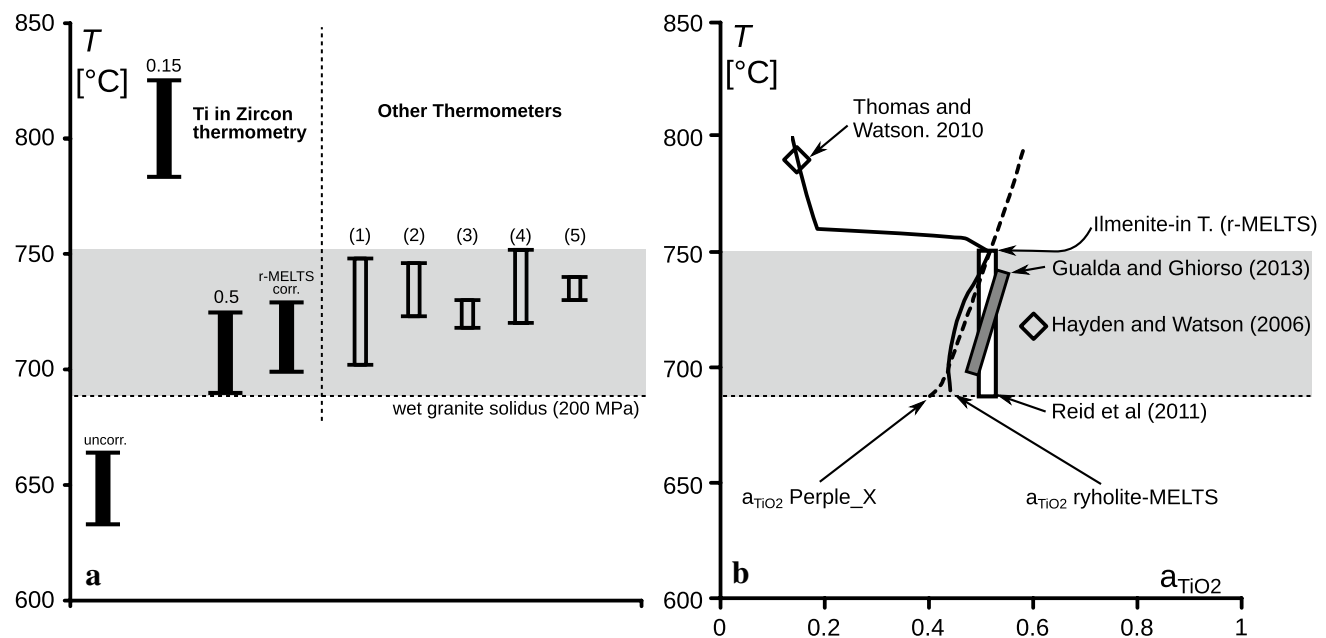 850
T
[°C]
0.15
Ti in Zircon
thermometry
Other Thermometers
800
750
(1)
(2)
(3)
(4)
(5)
r-MELTS
corr.
0.5
700
wet granite solidus (200 MPa)
uncorr.
650
a
600
850
T
[°C]
Thomas and
Watson. 2010
800
Ilmenite-in T. (r-MELTS)
750
Gualda and Ghiorso (2013)
Hayden and Watson (2006)
700
Reid et al (2011)
650
aTiO2 Perple_X
aTiO2 ryholite-MELTS
b
aTiO2
600
0
0.2
0.4
0.6
0.8
1